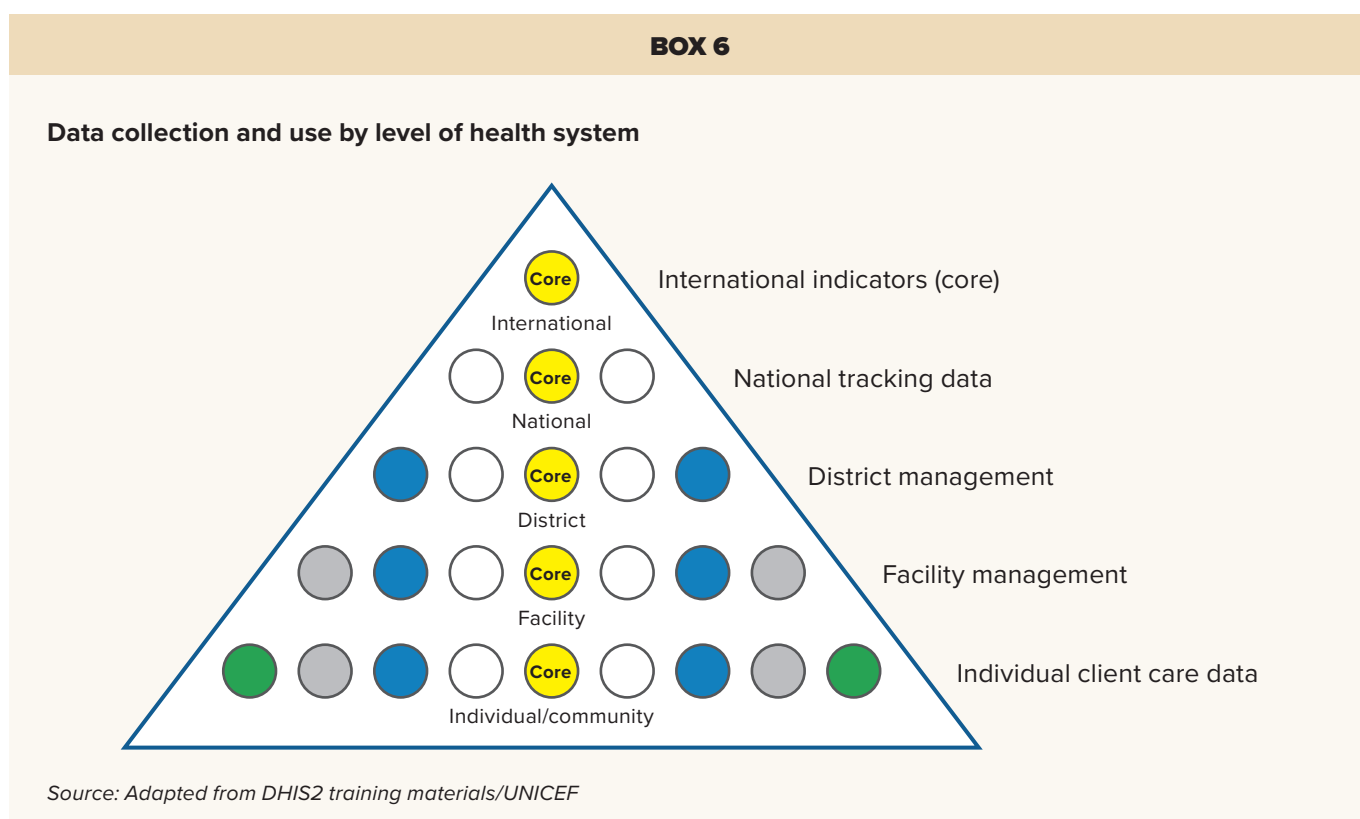 BOX 6
Data collection and use by level of health system
Core
International indicators (core)
International
Core
National tracking data
National
Core
District management
District
Core
Facility management
Facility
Core
Individual client care data
Individual/community
Source: Adapted from DHIS2 training materials/UNICEF